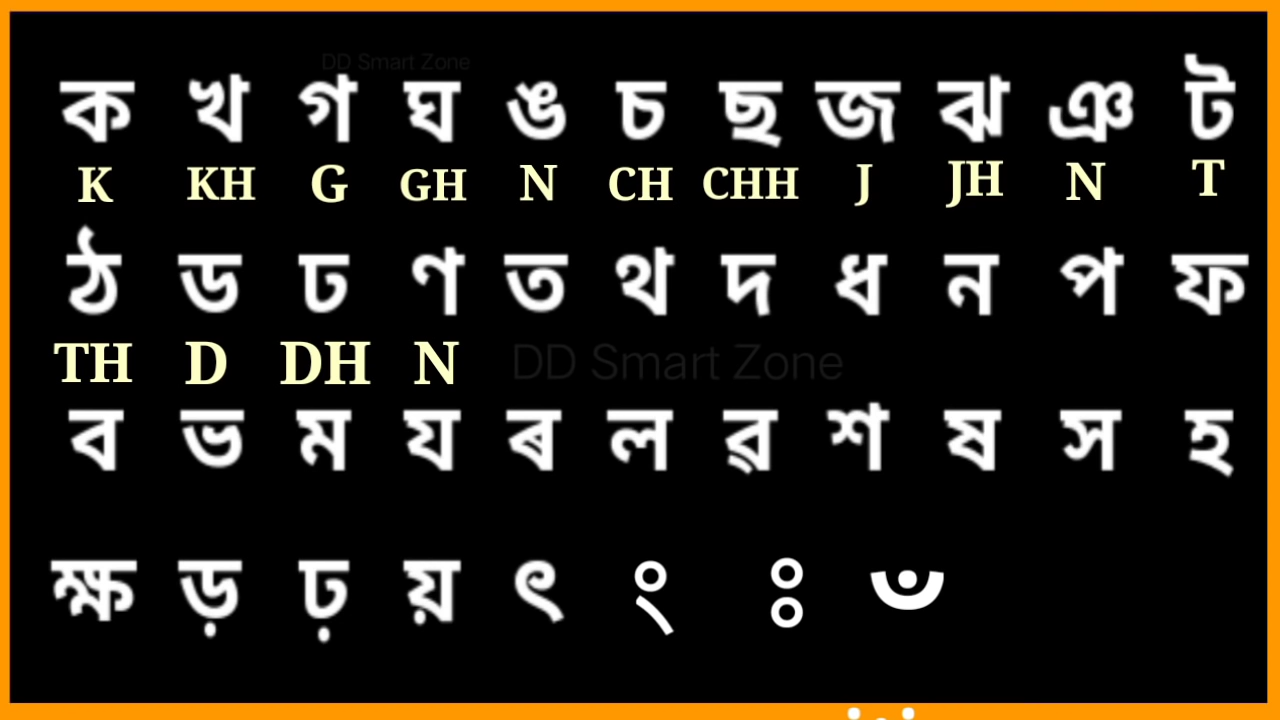 DD Smart Zone
ক খ গ ঘ ঙ চ ছ জ ঝ ঞ ট
K KH G GH N CH CHH J JH N T
ঠ ড ঢ ণ ত থ দ ধ ন প ফ
TH D DH N DD Smart Zone
ব ভ ম য ৰ ল ৱ শ ষ স হ
ক্ষ ড় ঢ় য় ৎ ং ঃ ঁ